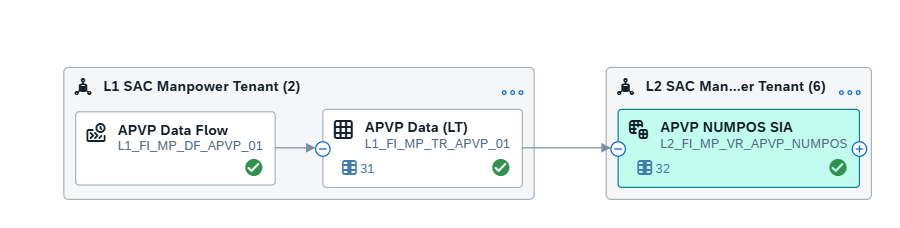 L1 SAC Manpower Tenant (2)
APVP Data Flow
L1_FI_MP_DF_APVP_01
APVP Data (LT)
L1_FI_MP_TR_APVP_01
31
L2 SAC Man...er Tenant (6)
APVP NUMPOS SIA
L2_FI_MP_VR_APVP_NUMPOS
32